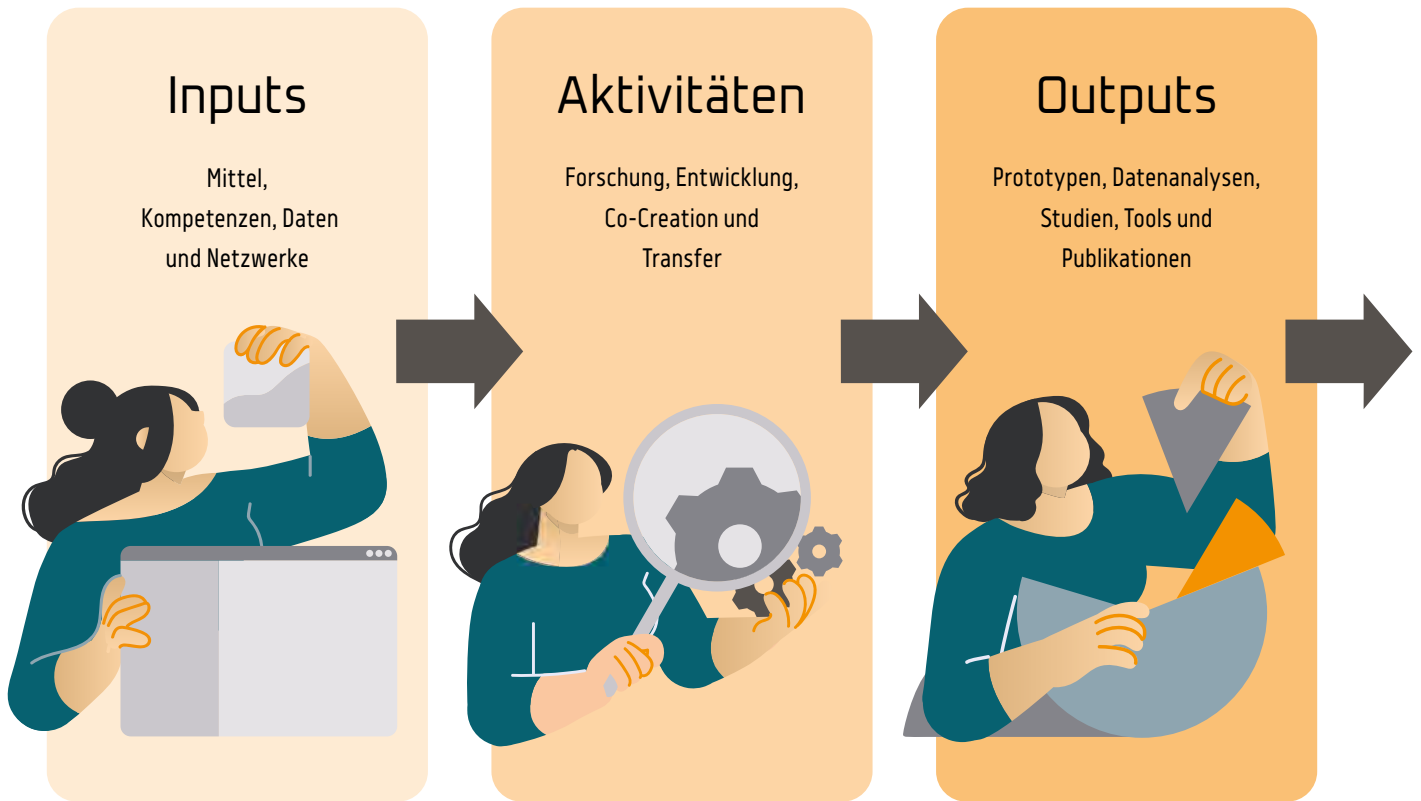 Inputs
Mittel,
Kompetenzen, Daten
und Netzwerke
Aktivitäten
Forschung, Entwicklung,
Co-Creation und
Transfer
Outputs
Prototypen, Datenanalysen,
Studien, Tools und
Publikationen